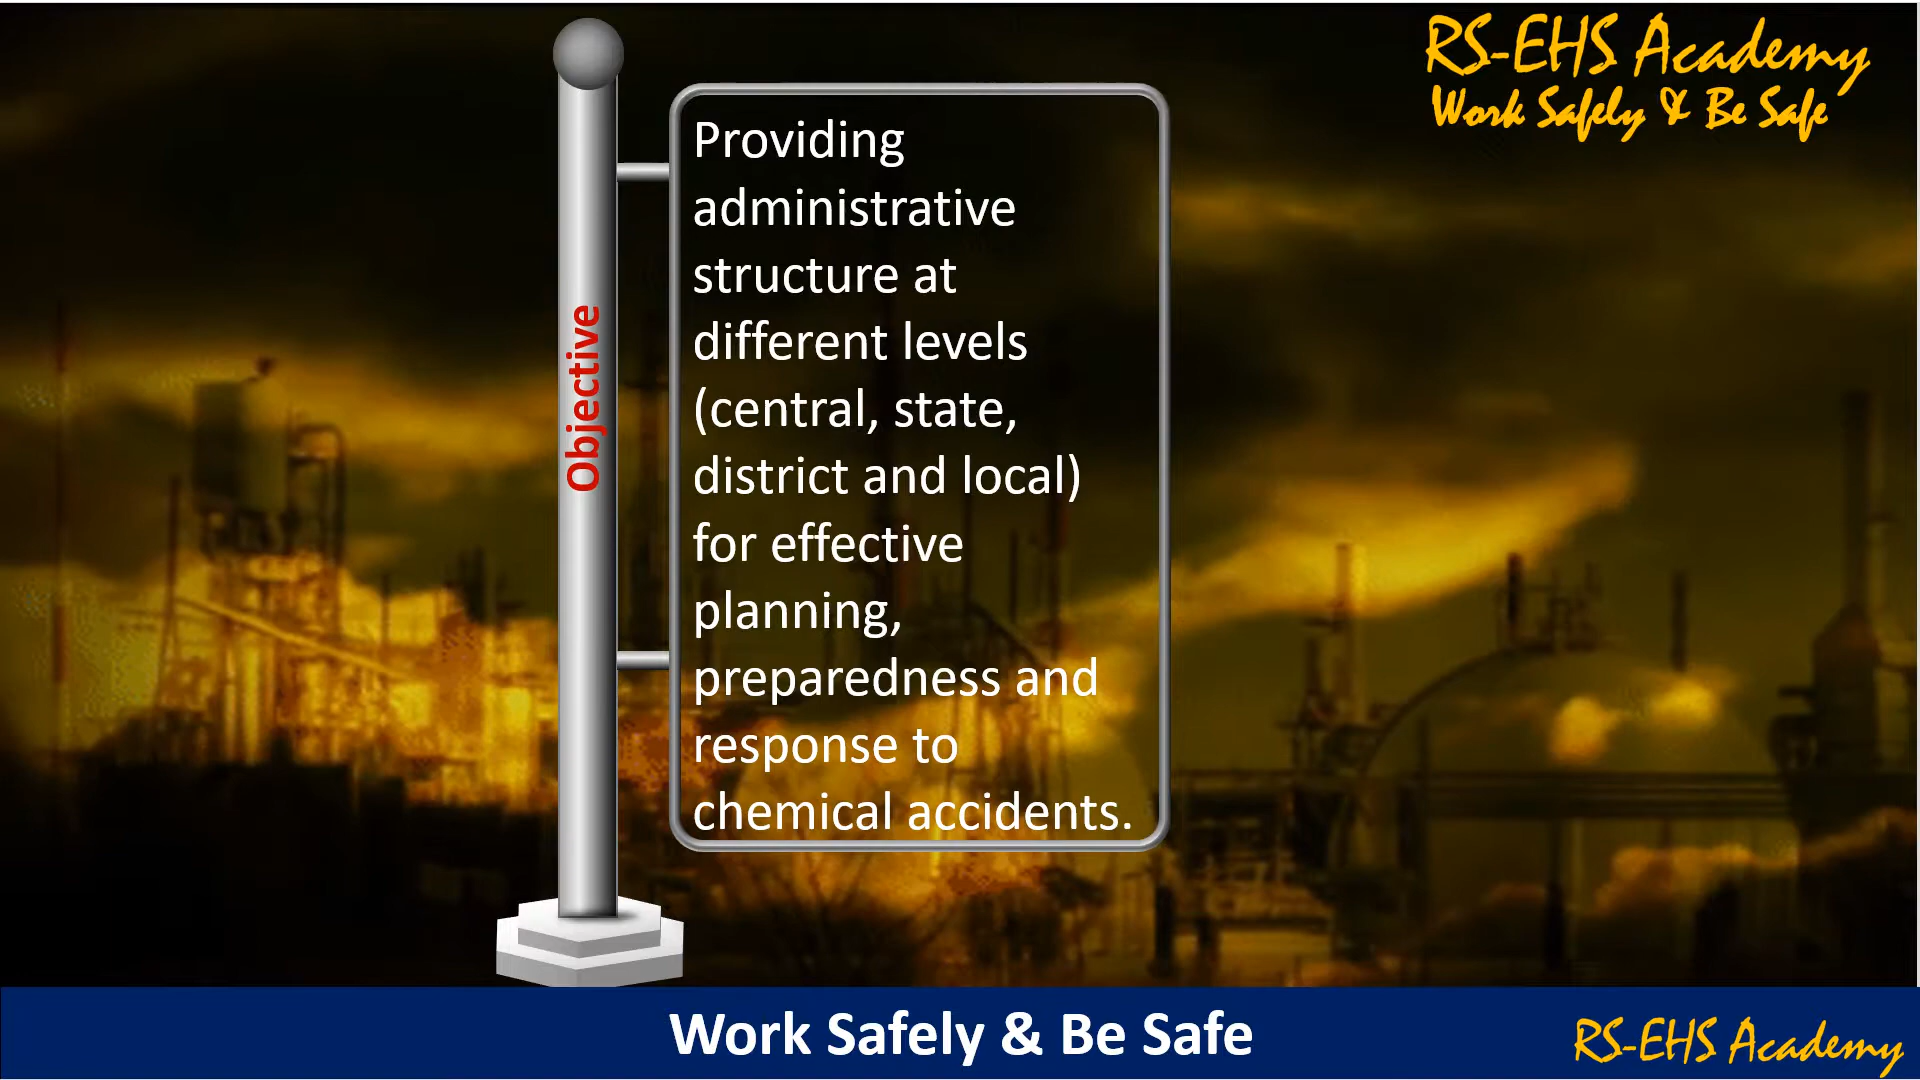 RS-EHS Academy
Work Safely & Be Safe
Objective
Providing
administrative
structure at
different levels
(central, state,
district and local)
for effective
planning,
preparedness and
response to
chemical accidents.
Work Safely & Be Safe
RS-EHS Academy